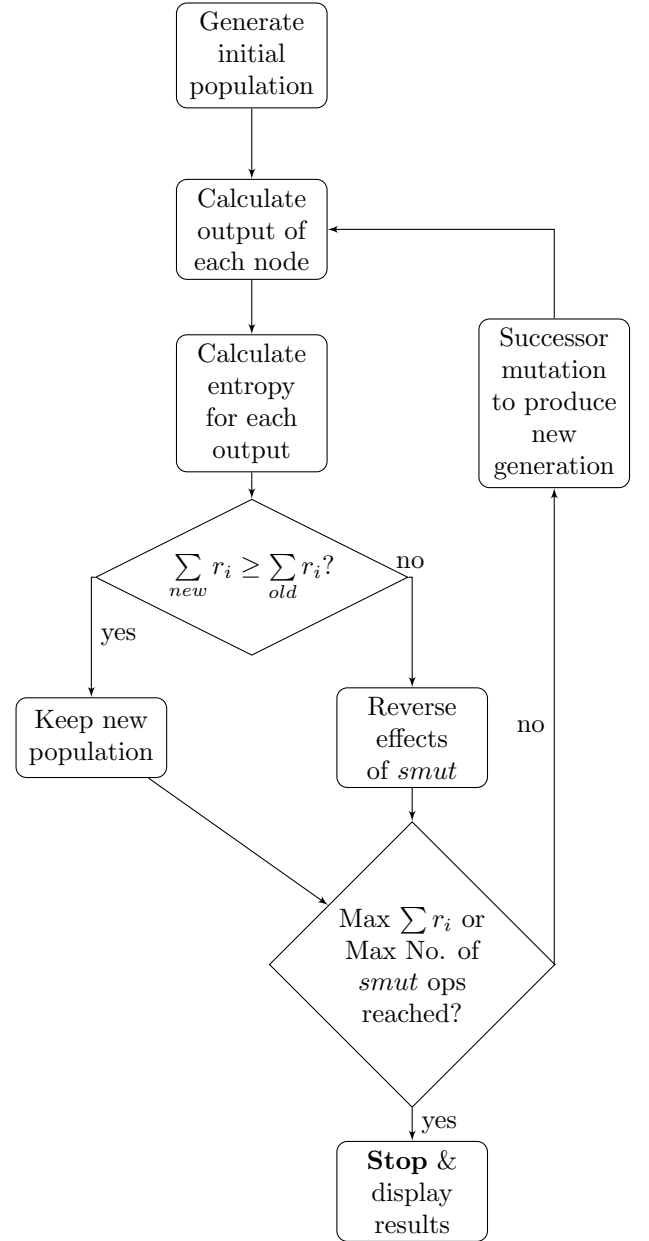 Generate
initial
population
Calculate
output of
each node
Calculate
entropy
for each
output
Successor
mutation
to produce
new
generation
∑ r_i ≥ ∑ r_i?
new old
no
yes
Keep new
population
Reverse
effects
of smut
no
Max ∑ r_i or
Max No. of
smut ops
reached?
yes
Stop &
display
results